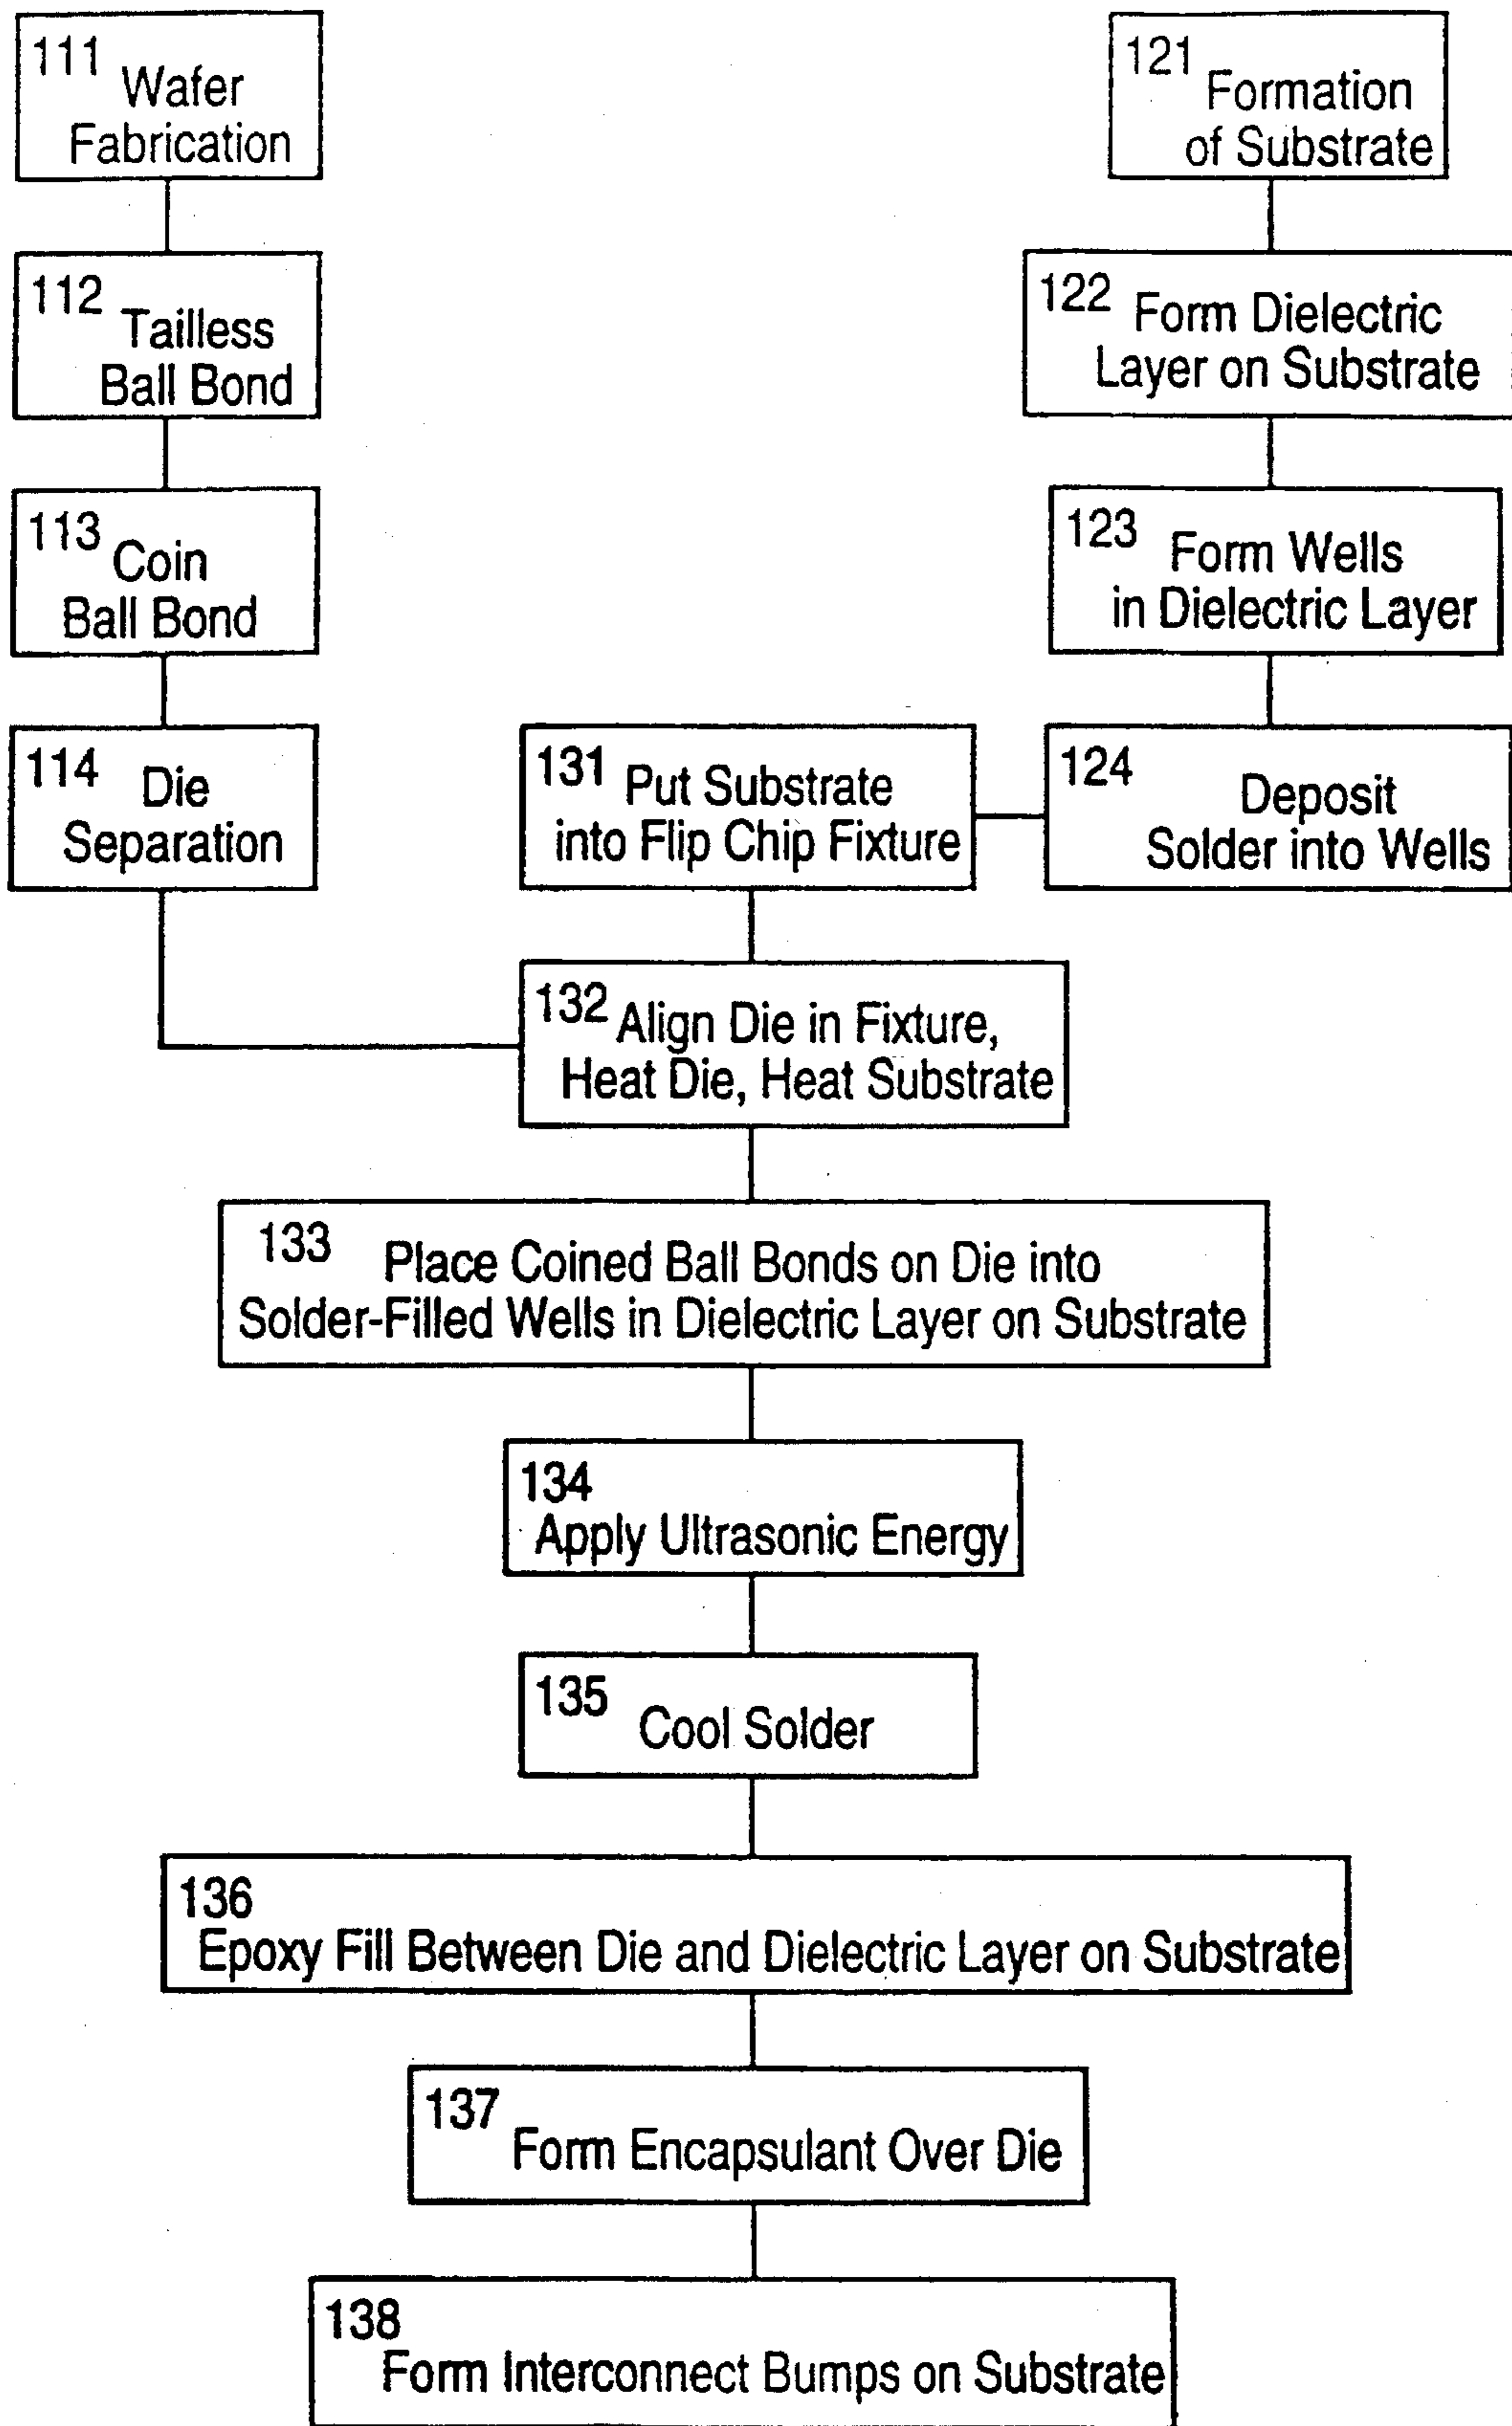 111
Wafer
Fabrication
112
Tailless
Ball Bond
113
Coin
Ball Bond
114
Die
Separation
121
Formation
of Substrate
122
Form Dielectric
Layer on Substrate
123
Form Wells
in Dielectric Layer
124
Deposit
Solder into Wells
131
Put Substrate
into Flip Chip Fixture
132
Align Die in Fixture,
Heat Die, Heat Substrate
133
Place Coined Ball Bonds on Die into
Solder-Filled Wells in Dielectric Layer on Substrate
134
Apply Ultrasonic Energy
135
Cool Solder
136
Epoxy Fill Between Die and Dielectric Layer on Substrate
137
Form Encapsulant Over Die
138
Form Interconnect Bumps on Substrate